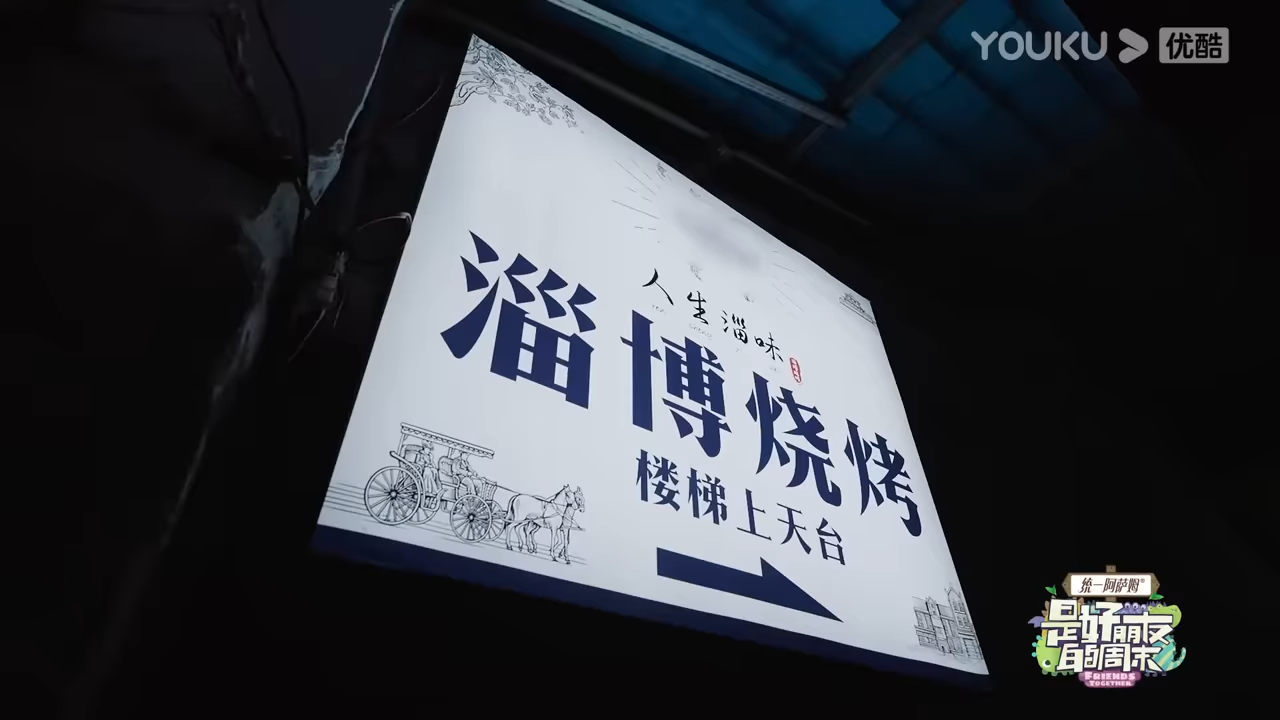 YOUKU 优酷
人生淄味
淄博烧烤
楼梯上天台
统一阿萨姆®
是好朋友
的周末
FRIENDS
TOGETHER